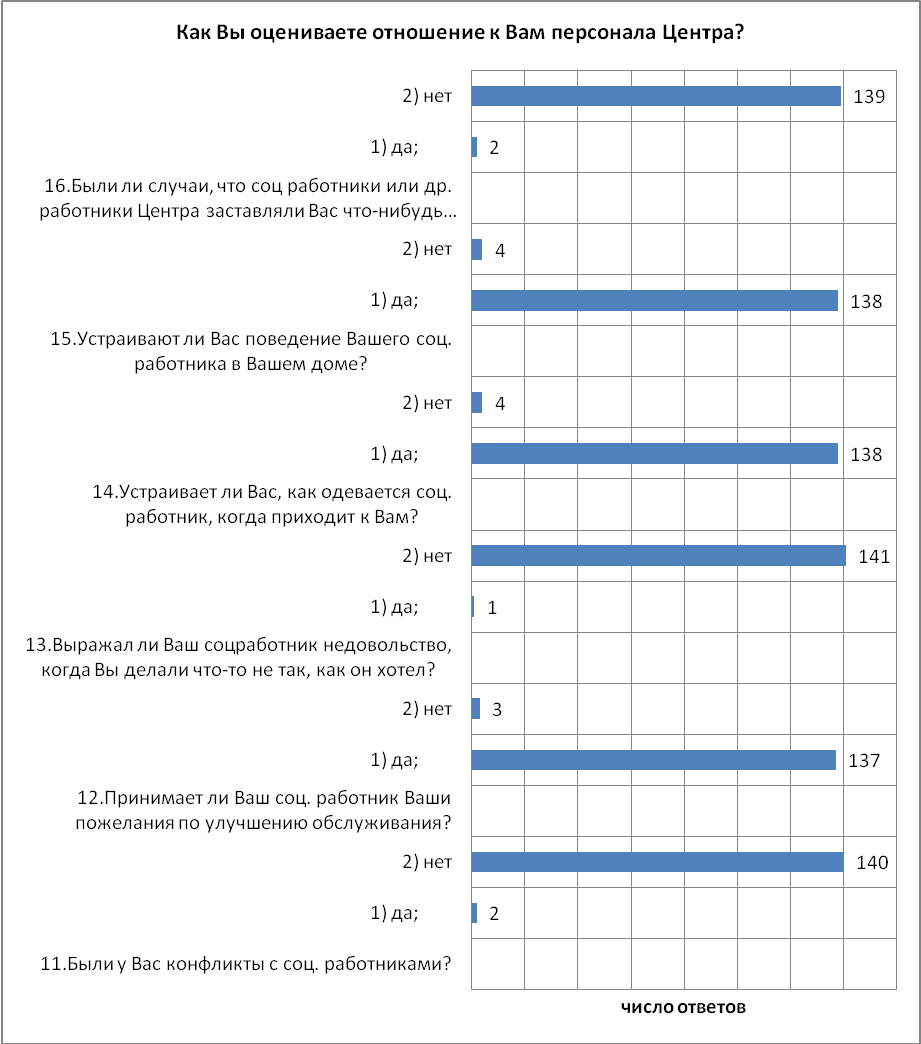 Как Вы оцениваете отношение к Вам персонала Центра?
2) нет
139
1) да;
2
16.Были ли случаи, что соц работники или др.
работники Центра заставляли Вас что-нибудь...
2) нет
4
1) да;
138
15.Устраивают ли Вас поведение Вашего соц.
работника в Вашем доме?
2) нет
4
1) да;
138
14.Устраивает ли Вас, как одевается соц.
работник, когда приходит к Вам?
2) нет
141
1) да;
1
13.Выражал ли Ваш соцработник недовольство,
когда Вы делали что-то не так, как он хотел?
2) нет
3
1) да;
137
12.Принимает ли Ваш соц. работник Ваши
пожелания по улучшению обслуживания?
2) нет
140
1) да;
2
11.Были у Вас конфликты с соц. работниками?
число ответов